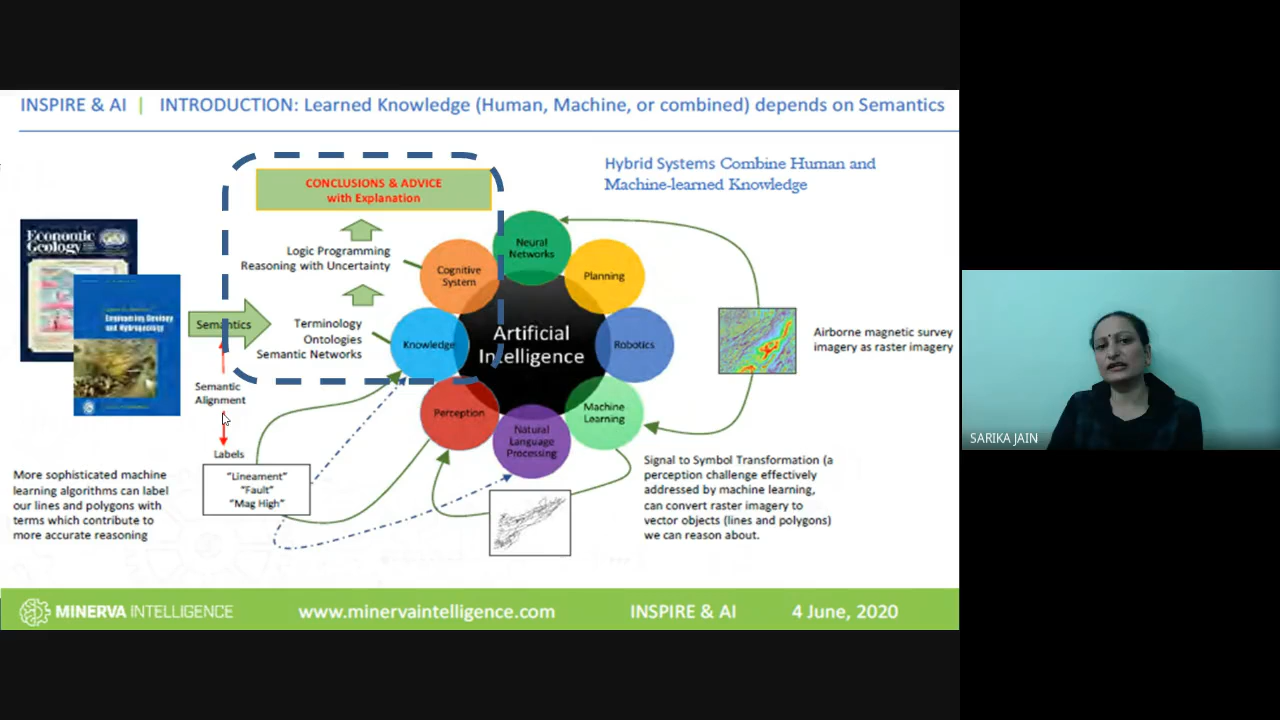 INSPIRE & AI | INTRODUCTION: Learned Knowledge (Human, Machine, or combined) depends on Semantics
Hybrid Systems Combine Human and
Machine-learned Knowledge
CONCLUSIONS & ADVICE
with Explanation
Economic
Geology
Engineering Geology
and Hydrogeology
Logic Programming
Reasoning with Uncertainty
Semantics
Terminology
Ontologies
Semantic Networks
Cognitive
System
Neural
Networks
Planning
Knowledge
Artificial
Intelligence
Robotics
Perception
Natural
Language
Processing
Machine
Learning
Airborne magnetic survey
imagery as raster imagery
Semantic
Alignment
Labels
"Lineament"
"Fault"
"Mag High"
More sophisticated machine
learning algorithms can label
our lines and polygons with
terms which contribute to
more accurate reasoning
Signal to Symbol Transformation (a
perception challenge effectively
addressed by machine learning,
can convert raster imagery to
vector objects (lines and polygons)
we can reason about.
MINERVA INTELLIGENCE
www.minervaintelligence.com
INSPIRE & AI
4 June, 2020
SARIKA JAIN